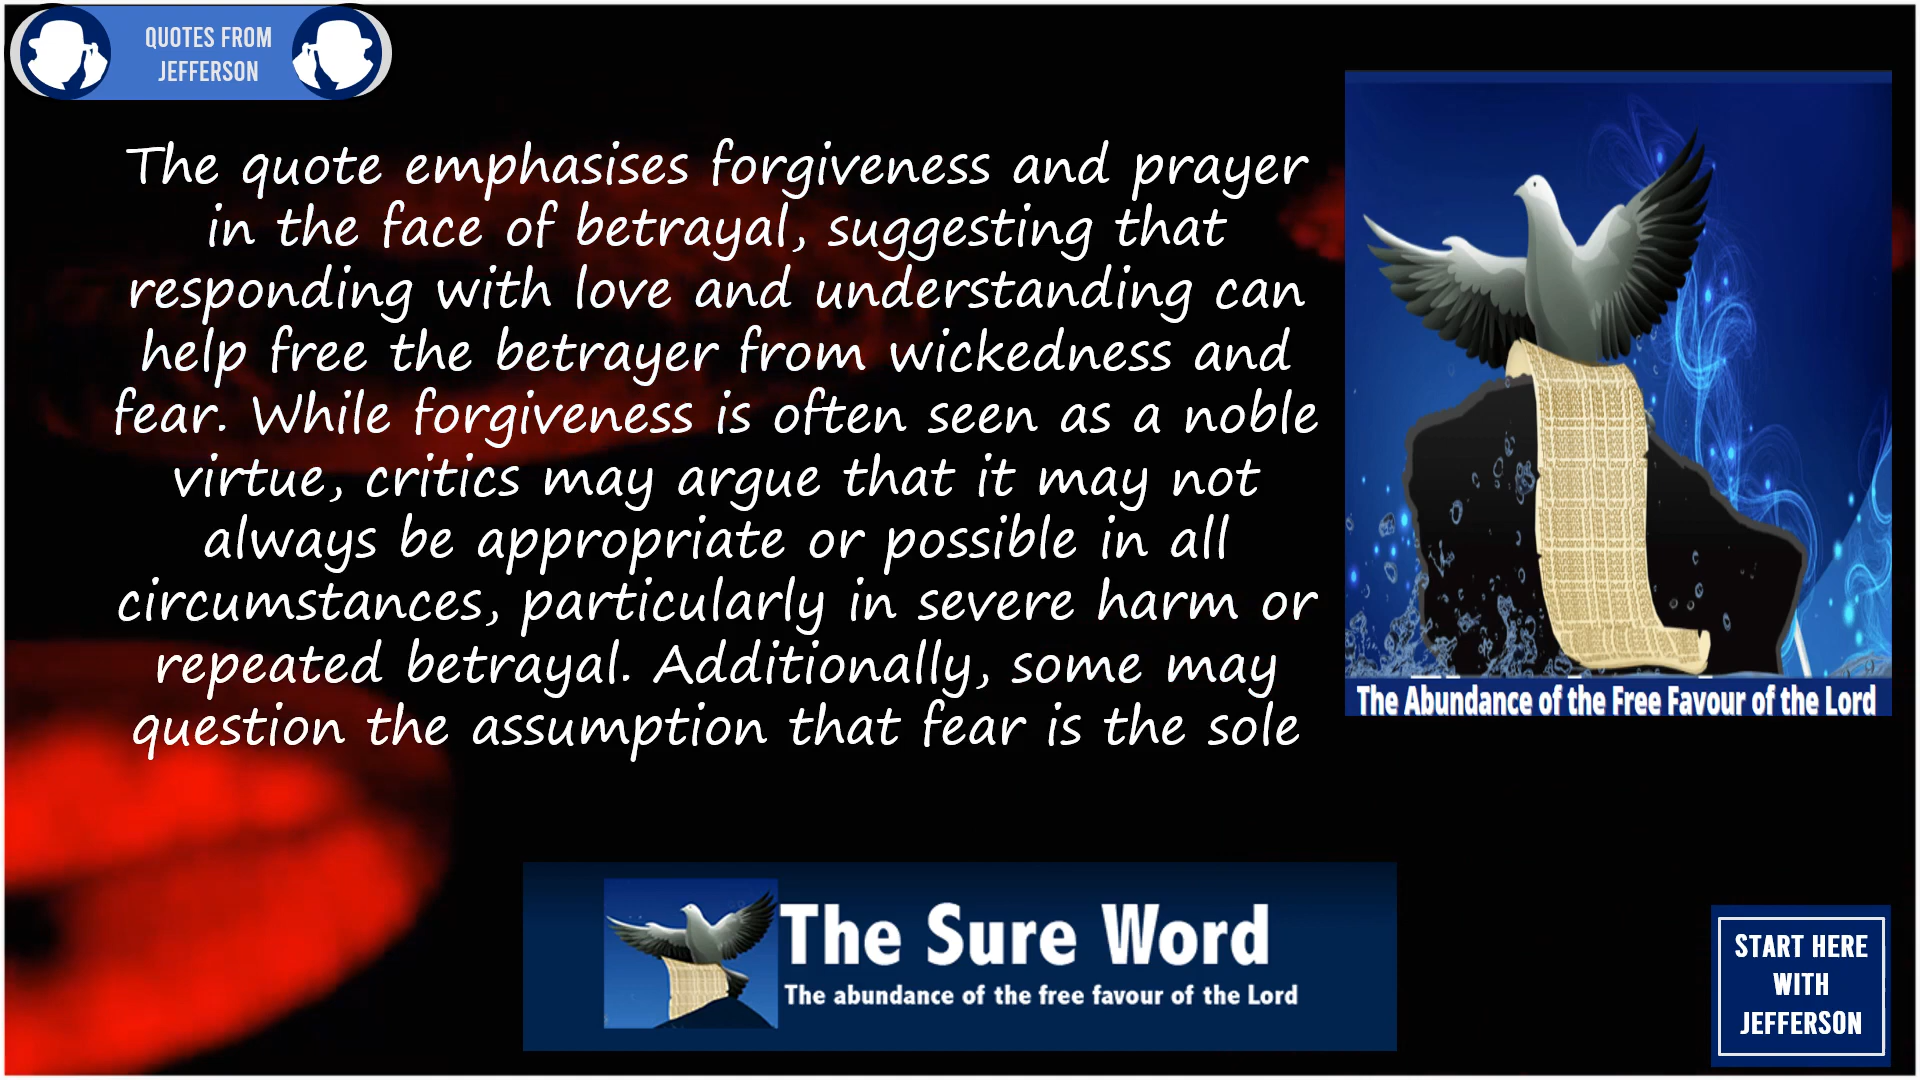 QUOTES FROM
JEFFERSON
The quote emphasises forgiveness and prayer
in the face of betrayal, suggesting that
responding with love and understanding can
help free the betrayer from wickedness and
fear. While forgiveness is often seen as a noble
virtue, critics may argue that it may not
always be appropriate or possible in all
circumstances, particularly in severe harm or
repeated betrayal. Additionally, some may
question the assumption that fear is the sole
The Abundance of the Free Favour of the Lord
The Sure Word
The abundance of the free favour of the Lord
START HERE
WITH
JEFFERSON